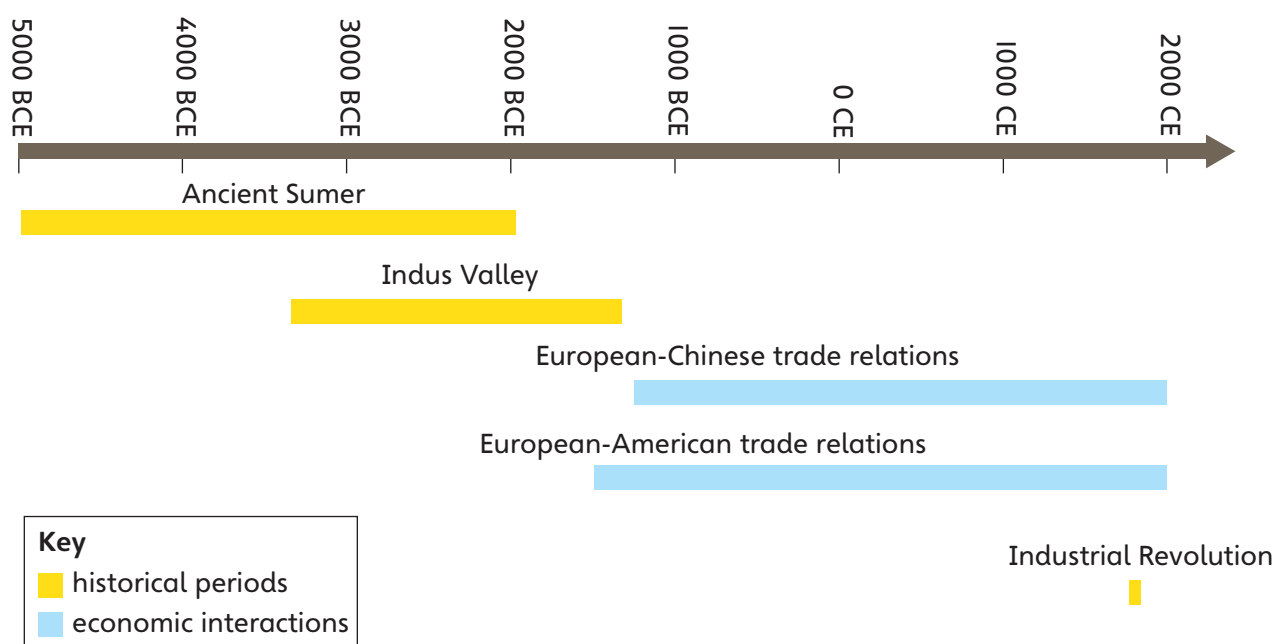 5000 BCE
4000 BCE
3000 BCE
2000 BCE
1000 BCE
0 CE
1000 CE
2000 CE
Ancient Sumer
Indus Valley
European-Chinese trade relations
European-American trade relations
Industrial Revolution
Key
historical periods
economic interactions